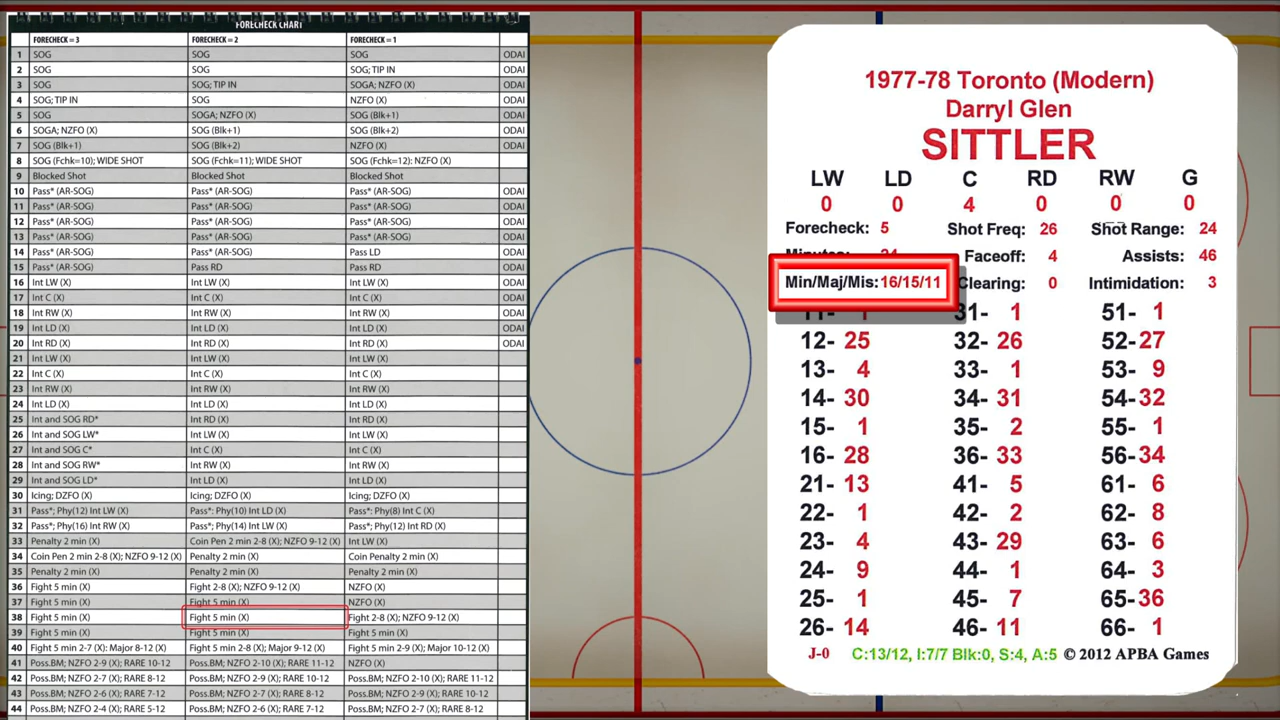 FORECHECK CHART
FORECHECK = 3 FORECHECK = 2 FORECHECK = 1
1 SOG SOG SOG ODAI
2 SOG SOG SOG; TIP IN ODAI
3 SOG SOG; TIP IN SOGA; NZFO (X) ODAI
4 SOG; TIP IN SOG NZFO (X) ODAI
5 SOG SOGA; NZFO (X) SOG (Blk+1) ODAI
6 SOGA; NZFO (X) SOG (Blk+1) SOG (Blk+2) ODAI
7 SOG (Blk+1) SOG (Blk+2) NZFO (X) ODAI
8 SOG (Fchk=10); WIDE SHOT SOG (Fchk=11); WIDE SHOT SOG (Fchk=12): NZFO (X)
9 Blocked Shot Blocked Shot Blocked Shot
10 Pass* (AR-SOG) Pass* (AR-SOG) Pass* (AR-SOG) ODAI
11 Pass* (AR-SOG) Pass* (AR-SOG) Pass* (AR-SOG) ODAI
12 Pass* (AR-SOG) Pass* (AR-SOG) Pass* (AR-SOG) ODAI
13 Pass* (AR-SOG) Pass* (AR-SOG) Pass* (AR-SOG) ODAI
14 Pass* (AR-SOG) Pass* (AR-SOG) Pass LD ODAI
15 Pass* (AR-SOG) Pass RD Pass RD ODAI
16 Int LW (X) Int LW (X) Int LW (X) ODAI
17 Int C (X) Int C (X) Int C (X) ODAI
18 Int RW (X) Int RW (X) Int RW (X) ODAI
19 Int LD (X) Int LD (X) Int LD (X) ODAI
20 Int RD (X) Int RD (X) Int RD (X) ODAI
21 Int LW (X) Int LW (X) Int LW (X)
22 Int C (X) Int C (X) Int C (X)
23 Int RW (X) Int RW (X) Int RW (X)
24 Int LD (X) Int LD (X) Int LD (X)
25 Int and SOG RD* Int RD (X) Int RD (X)
26 Int and SOG LW* Int LW (X) Int LW (X)
27 Int and SOG C* Int C (X) Int C (X)
28 Int and SOG RW* Int RW (X) Int RW (X)
29 Int and SOG LD* Int LD (X) Int LD (X)
30 Icing; DZFO (X) Icing; DZFO (X) Icing; DZFO (X)
31 Pass*; Phy(12) Int LW (X) Pass*; Phy(10) Int LD (X) Pass*; Phy(8) Int C (X)
32 Pass*; Phy(16) Int RW (X) Pass*; Phy(14) Int LW (X) Pass*; Phy(12) Int RD (X)
33 Penalty 2 min (X) Coin Pen 2 min 2-8 (X); NZFO 9-12 (X) Int LW (X)
34 Coin Pen 2 min 2-8 (X); NZFO 9-12 (X) Penalty 2 min (X) Coin Penalty 2 min (X)
35 Penalty 2 min (X) Penalty 2 min (X) Penalty 2 min (X)
36 Fight 5 min (X) Fight 2-8 (X); NZFO 9-12 (X) NZFO (X)
37 Fight 5 min (X) Fight 5 min (X) NZFO (X)
38 Fight 5 min (X) Fight 5 min (X) Fight 2-8 (X); NZFO 9-12 (X)
39 Fight 5 min (X) Fight 5 min (X) Fight 5 min (X)
40 Fight 5 min 2-7 (X); Major 8-12 (X) Fight 5 min 2-8 (X); Major 9-12 (X) Fight 5 min 2-9 (X); Major 10-12 (X)
41 Poss.BM; NZFO 2-9 (X); RARE 10-12 Poss.BM; NZFO 2-10 (X); RARE 11-12 NZFO (X)
42 Poss.BM; NZFO 2-7 (X); RARE 8-12 Poss.BM; NZFO 2-9 (X); RARE 10-12 Poss.BM; NZFO 2-10 (X); RARE 11-12
43 Poss.BM; NZFO 2-6 (X); RARE 7-12 Poss.BM; NZFO 2-7 (X); RARE 8-12 Poss.BM; NZFO 2-9 (X); RARE 10-12
44 Poss.BM; NZFO 2-4 (X); RARE 5-12 Poss.BM; NZFO 2-6 (X); RARE 7-12 Poss.BM; NZFO 2-7 (X); RARE 8-12
1977-78 Toronto (Modern)
Darryl Glen
SITTLER
LW LD C RD RW G
0 0 4 0 0 0
Forecheck: 5 Shot Freq: 26 Shot Range: 24
Faceoff: 4 Assists: 46
Min/Maj/Mis: 16/15/11 Clearing: 0 Intimidation: 3
11- 1 31- 1 51- 1
12- 25 32- 26 52- 27
13- 4 33- 1 53- 9
14- 30 34- 31 54- 32
15- 1 35- 2 55- 1
16- 28 36- 33 56- 34
21- 13 41- 5 61- 6
22- 1 42- 2 62- 8
23- 4 43- 29 63- 6
24- 9 44- 1 64- 3
25- 1 45- 7 65- 36
26- 14 46- 11 66- 1
J-0 C:13/12, I:7/7 Blk:0, S:4, A:5 © 2012 APBA Games